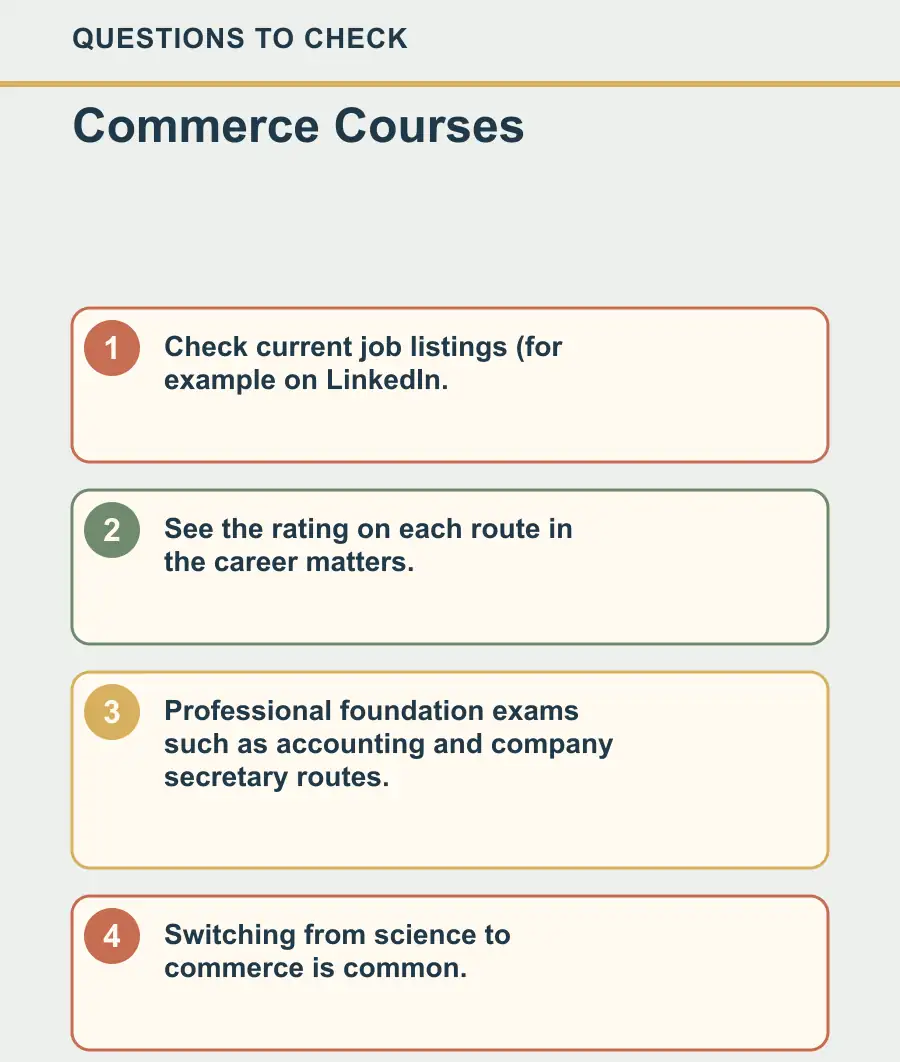 QUESTIONS TO CHECK
Commerce Courses
1
Check current job listings (for
example on LinkedIn.
2
See the rating on each route in
the career matters.
3
Professional foundation exams
such as accounting and company
secretary routes.
4
Switching from science to
commerce is common.